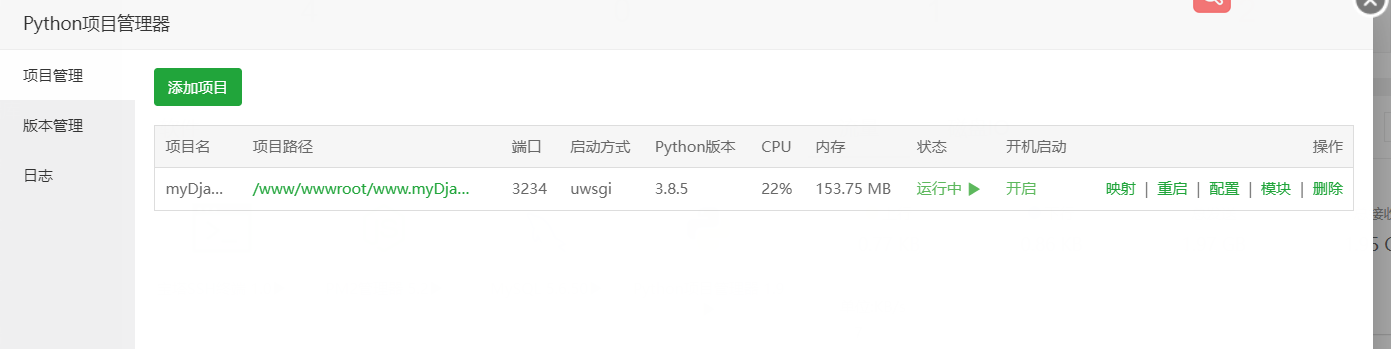 Python项目管理器
项目管理
版本管理
日志
添加项目
项目名 项目路径 端口 启动方式 Python版本 CPU 内存 状态 开机启动 操作
myDja... /www/wwwroot/www.myDja... 3234 uwsgi 3.8.5 22% 153.75 MB 运行中 开启 映射 | 重启 | 配置 | 模块 | 删除